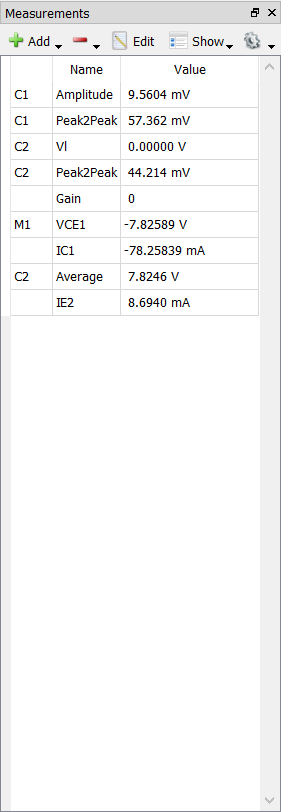 Measurements
Add Edit Show
Name Value
C1 Amplitude 9.5604 mV
C1 Peak2Peak 57.362 mV
C2 Vl 0.00000 V
C2 Peak2Peak 44.214 mV
Gain 0
M1 VCE1 -7.82589 V
IC1 -78.25839 mA
C2 Average 7.8246 V
IE2 8.6940 mA